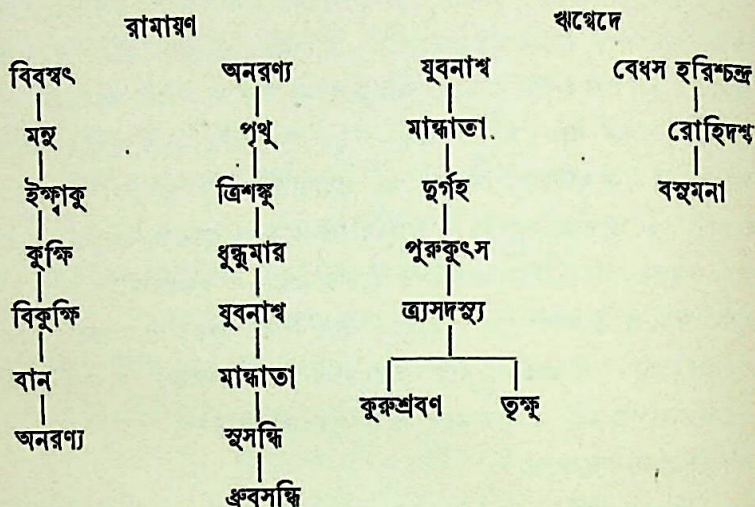 রামায়ণ ঋগ্বেদে
বিবস্বৎ অনরণ্য যুবনাশ্ব বেধস হরিশ্চন্দ্র
মনু পৃথু মান্ধাতা. রোহিদশ্ব
ইক্ষ্বাকু ত্রিশঙ্কু দুর্গহ বসুমনা
কুক্ষি ধুন্ধুমার পুরুকুৎস
বিকুক্ষি যুবনাশ্ব ত্র্যসদস্যু
বান মান্ধাতা কুরুশ্রবণ তৃক্ষু
অনরণ্য সুসন্ধি
ধ্রুবসন্ধি